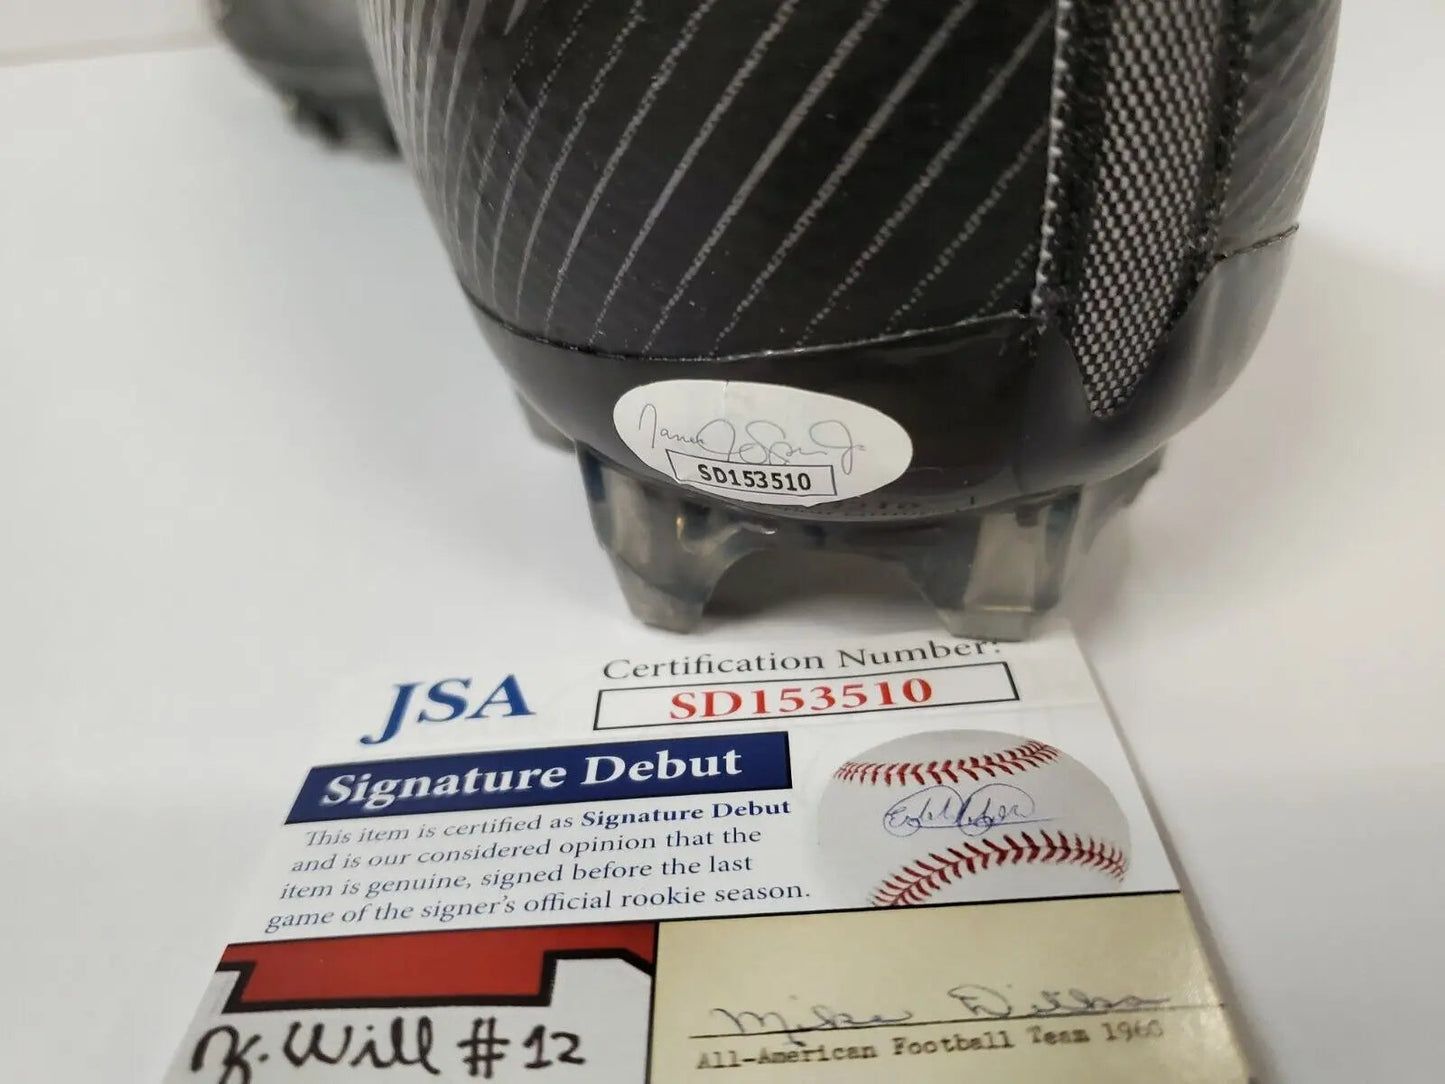 SD153510
JSA
Certification Number:
SD153510
Signature Debut
This item is certified as Signature Debut
and is our considered opinion that the
item is genuine, signed before the last
game of the signer's official rookie season.
Will #12
Mike
All-American Football Team